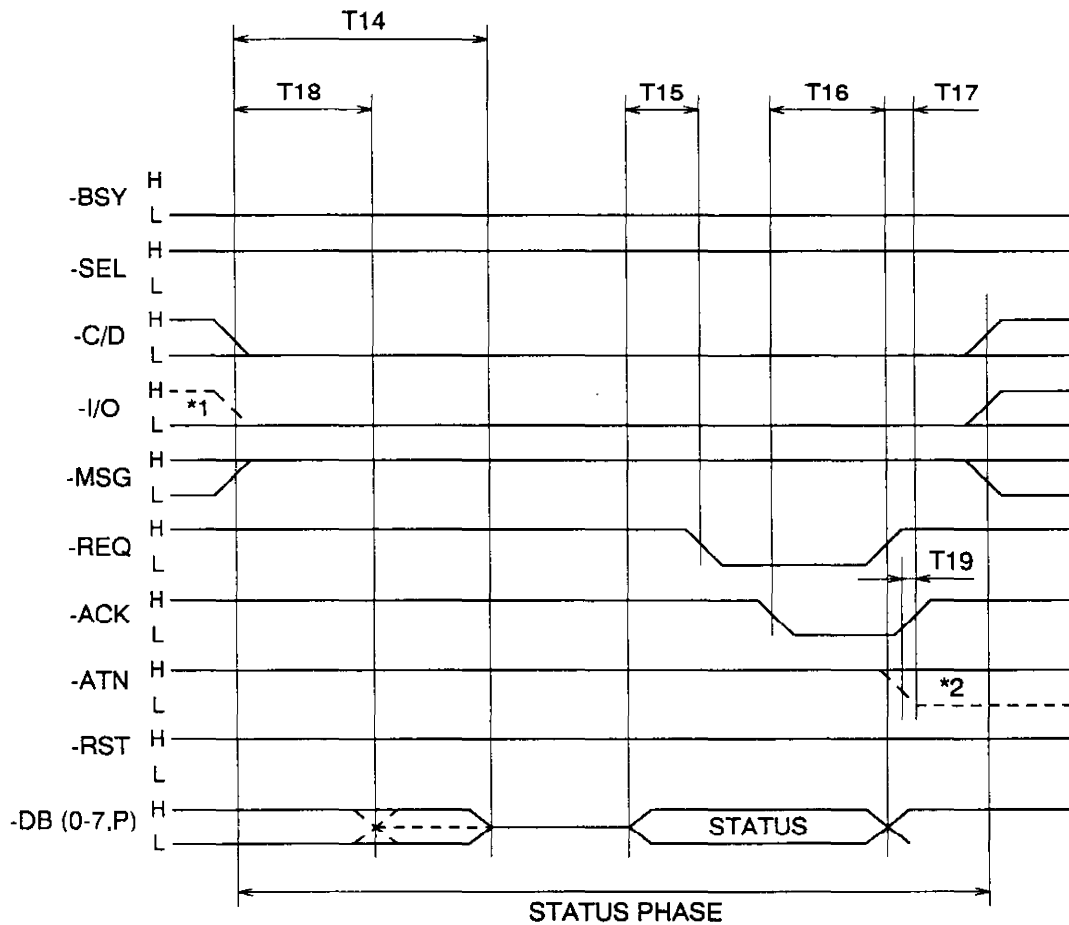 T14
T18 T15 T16 T17
-BSY H
L
-SEL H
L
-C/D H
L
-I/O H *1
L
-MSG H
L
-REQ H
L T19
-ACK H
L
-ATN H
L *2
-RST H
L
-DB (0-7,P) H
L STATUS
STATUS PHASE